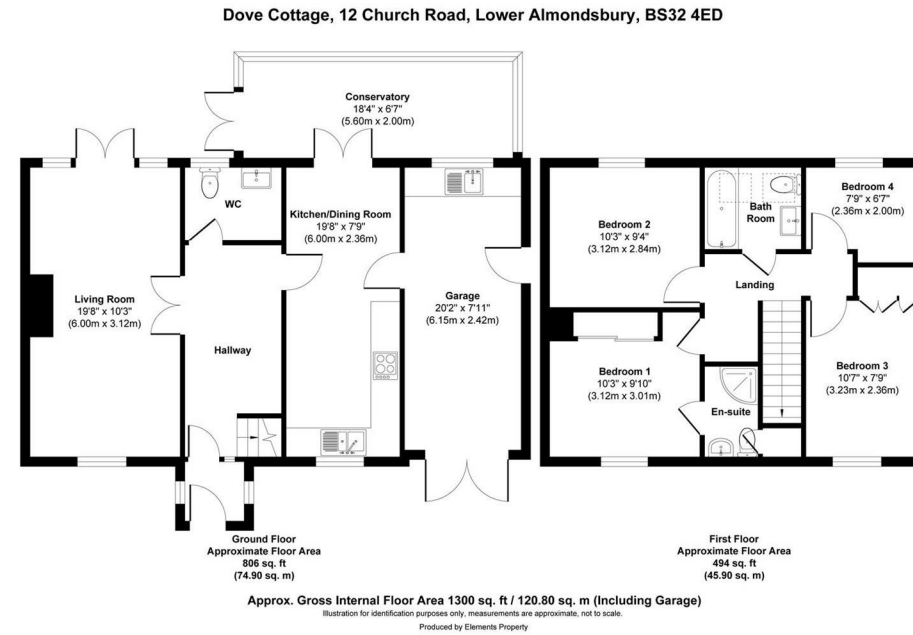 Dove Cottage, 12 Church Road, Lower Almondsbury, BS32 4ED
Conservatory
18'4" x 6'7"
(5.60m x 2.00m)
WC
Kitchen/Dining Room
19'8" x 7'9"
(6.00m x 2.36m)
Living Room
19'8" x 10'3"
(6.00m x 3.12m)
Hallway
Garage
20'2" x 7'11"
(6.15m x 2.42m)
Bedroom 2
10'3" x 9'4"
(3.12m x 2.84m)
Bath
Room
Bedroom 4
7'9" x 6'7"
(2.36m x 2.00m)
Landing
Bedroom 1
10'3" x 9'10"
(3.12m x 3.01m)
En-suite
Bedroom 3
10'7" x 7'9"
(3.23m x 2.36m)
Ground Floor
Approximate Floor Area
806 sq. ft
(74.90 sq. m)
First Floor
Approximate Floor Area
494 sq. ft
(45.90 sq. m)
Approx. Gross Internal Floor Area 1300 sq. ft / 120.80 sq. m (Including Garage)
Illustration for identification purposes only, measurements are approximate, not to scale.
Produced by Elements Property